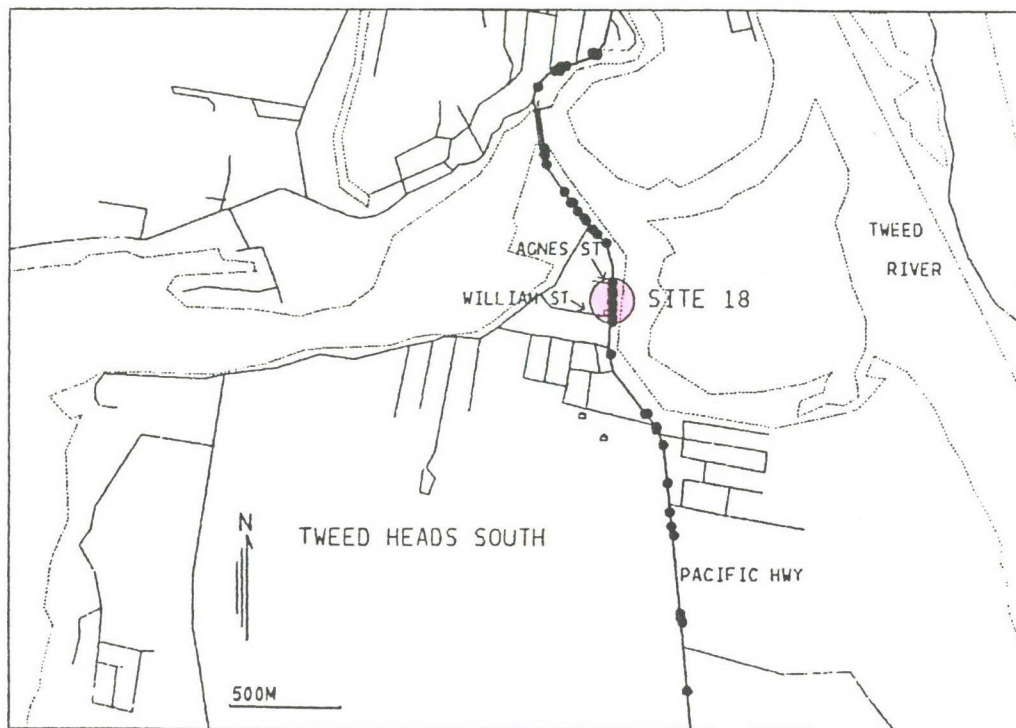 TWEED
RIVER
AGNES ST
WILLIAM ST
SITE 18
N
TWEED HEADS SOUTH
PACIFIC HWY
500M